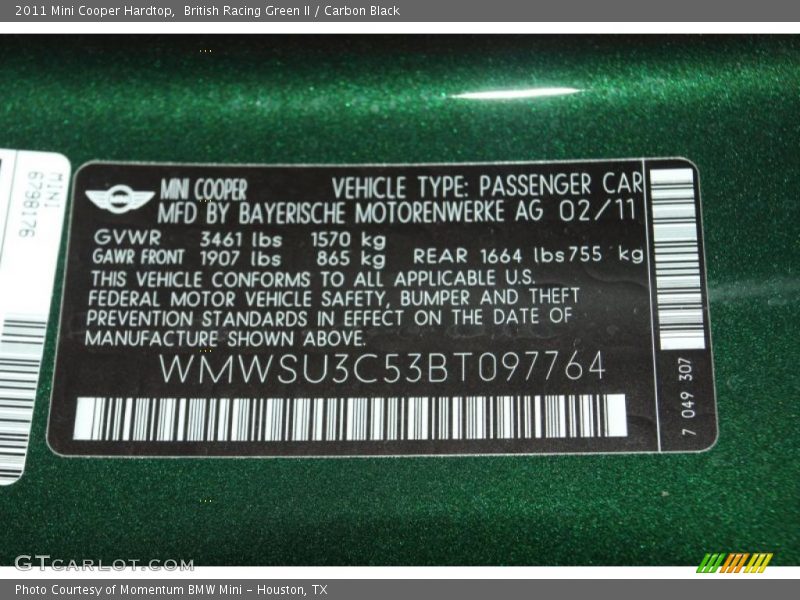 2011 Mini Cooper Hardtop,  British Racing Green II / Carbon Black
MINI
6798176
MINI COOPER VEHICLE TYPE: PASSENGER CAR
MFD BY BAYERISCHE MOTORENWERKE AG 02/11
GVWR 3461 lbs 1570 kg
GAWR FRONT 1907 lbs 865 kg REAR 1664 lbs 755 kg
THIS VEHICLE CONFORMS TO ALL APPLICABLE U.S.
FEDERAL MOTOR VEHICLE SAFETY, BUMPER AND THEFT
PREVENTION STANDARDS IN EFFECT ON THE DATE OF
MANUFACTURE SHOWN ABOVE.
WMWSU3C53BT097764
7 049 307
GTCARLOT.COM
Photo Courtesy of Momentum BMW Mini - Houston, TX